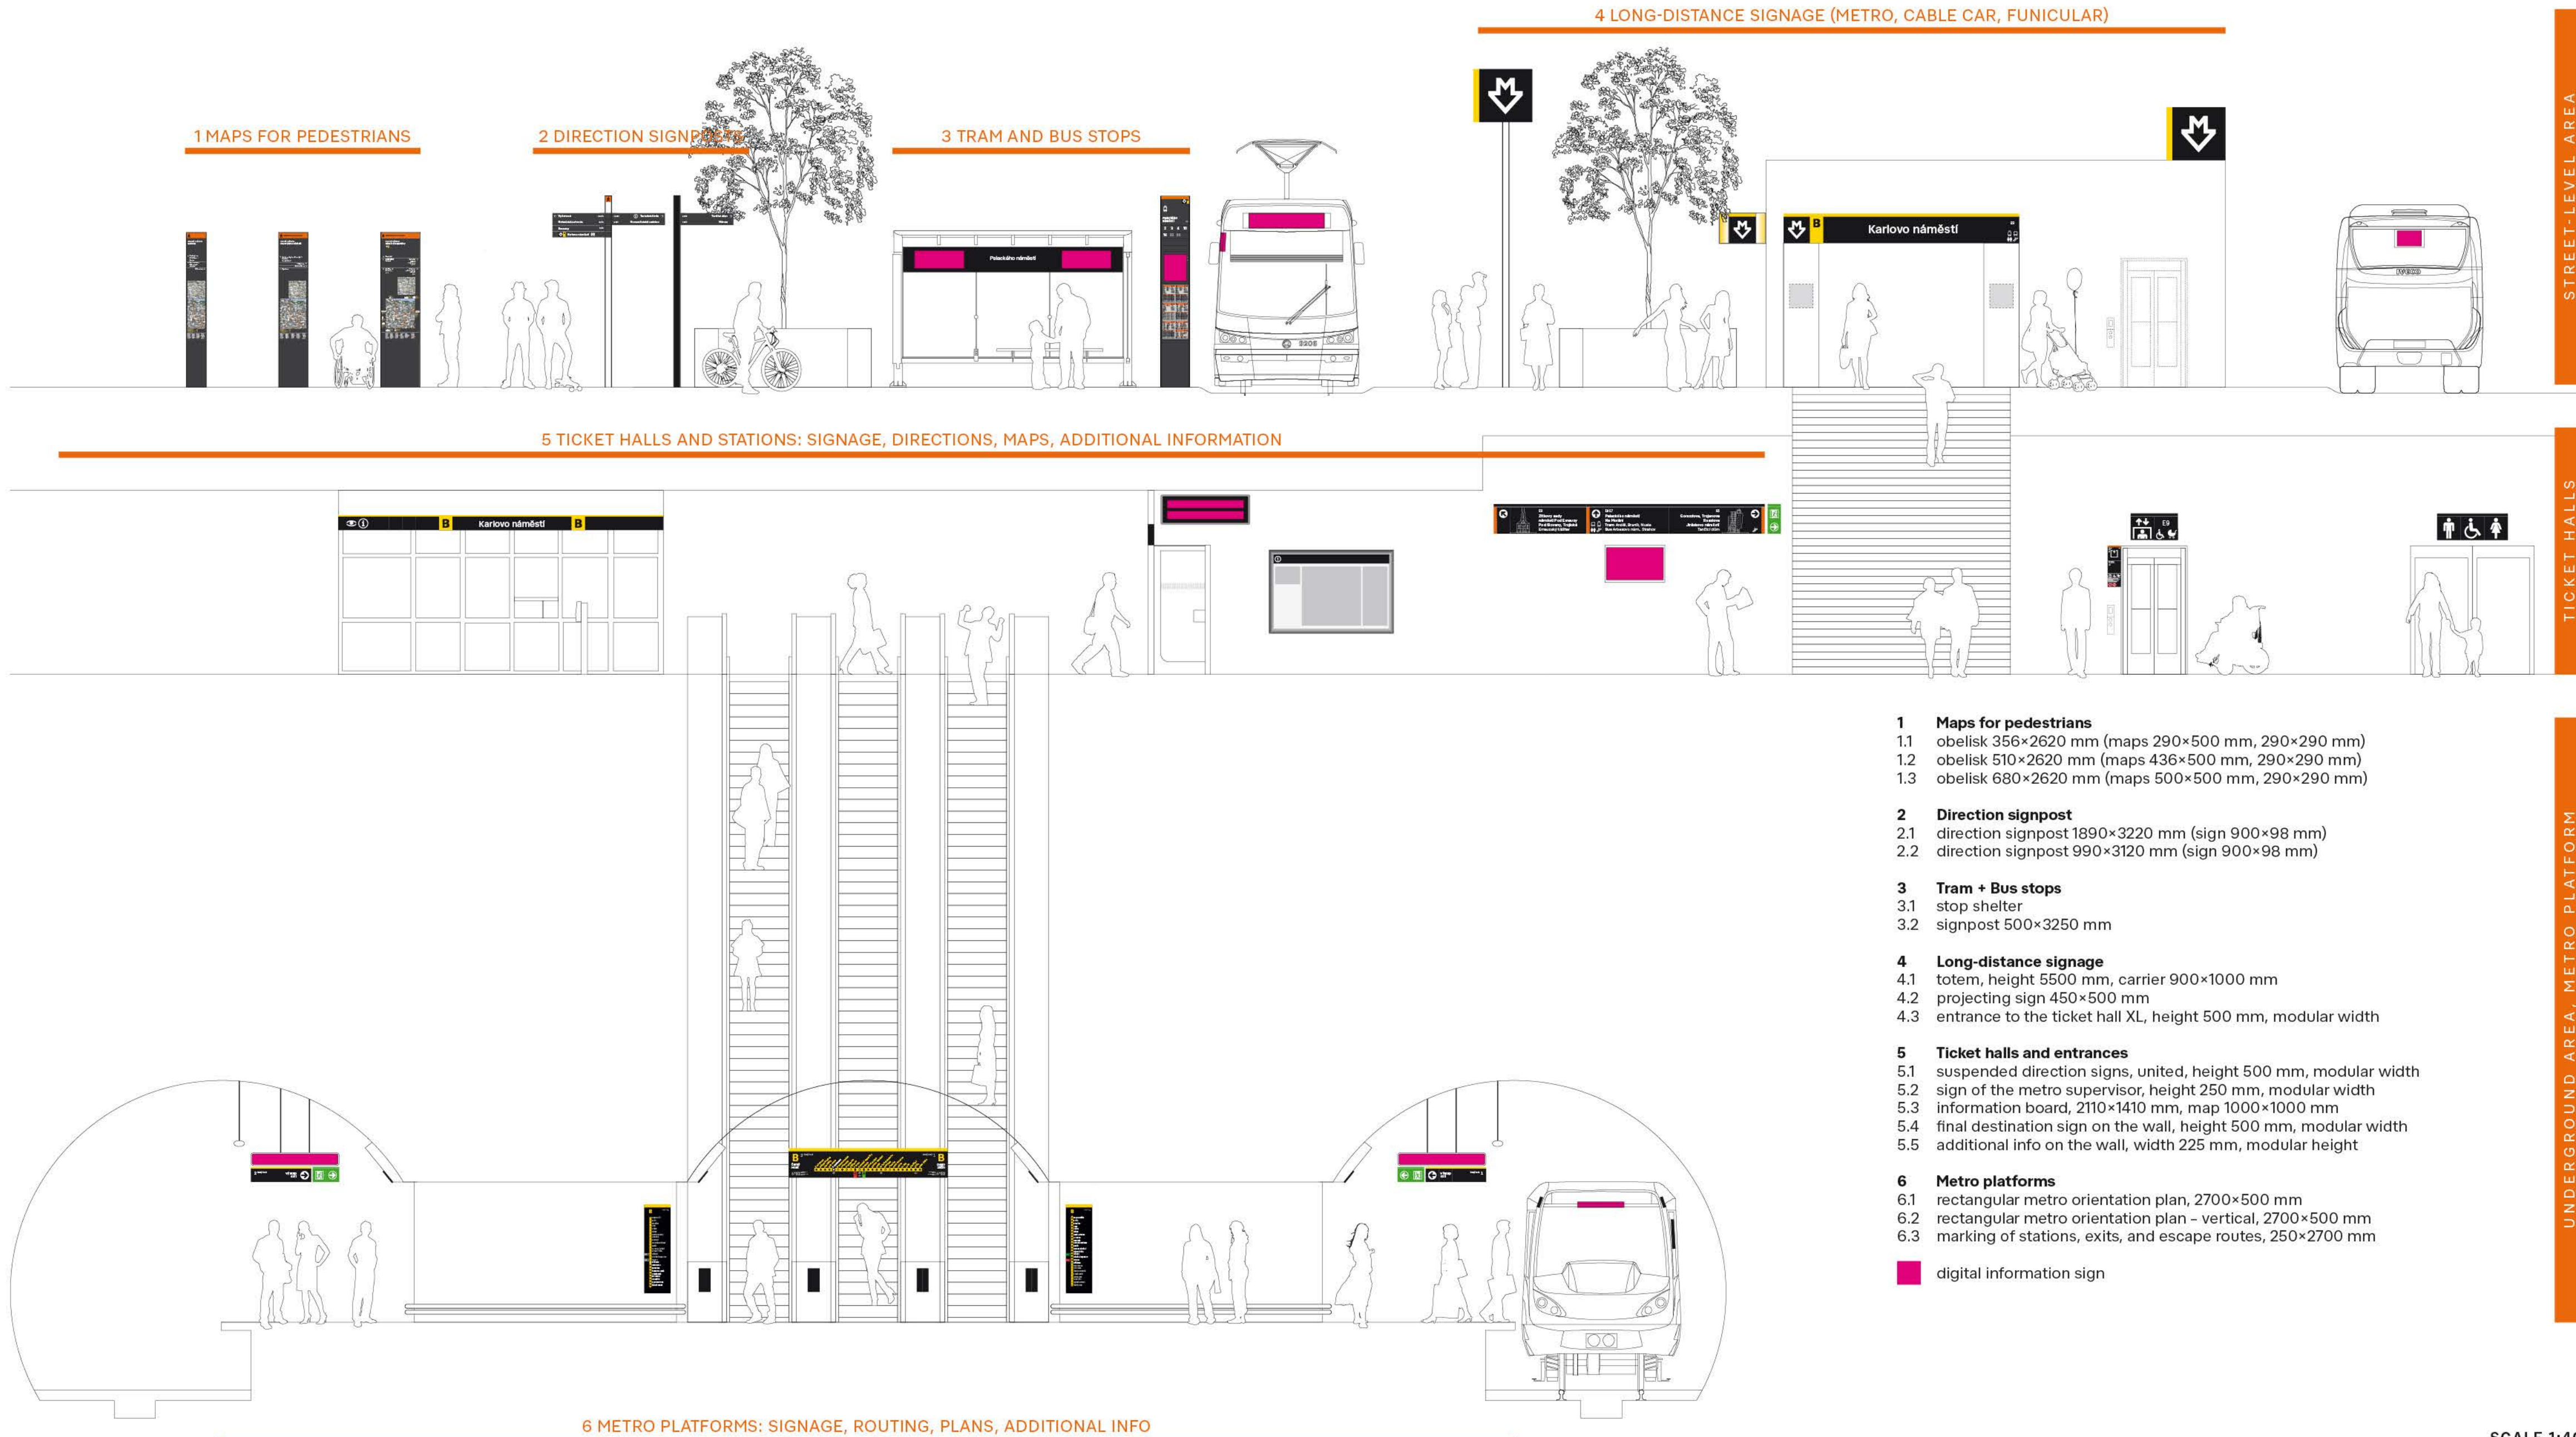 4 LONG-DISTANCE SIGNAGE (METRO, CABLE CAR, FUNICULAR)
1 MAPS FOR PEDESTRIANS
2 DIRECTION SIGNPOSTS
3 TRAM AND BUS STOPS
STREET-LEVEL AREA
M
M
M
M B Karlovo náměstí
Palackého náměstí
IVECO
5 TICKET HALLS AND STATIONS: SIGNAGE, DIRECTIONS, MAPS, ADDITIONAL INFORMATION
TICKET HALLS
B Karlovo náměstí B
E9
1 Maps for pedestrians
1.1 obelisk 356×2620 mm (maps 290×500 mm, 290×290 mm)
1.2 obelisk 510×2620 mm (maps 436×500 mm, 290×290 mm)
1.3 obelisk 680×2620 mm (maps 500×500 mm, 290×290 mm)
2 Direction signpost
2.1 direction signpost 1890×3220 mm (sign 900×98 mm)
2.2 direction signpost 990×3120 mm (sign 900×98 mm)
3 Tram + Bus stops
3.1 stop shelter
3.2 signpost 500×3250 mm
4 Long-distance signage
4.1 totem, height 5500 mm, carrier 900×1000 mm
4.2 projecting sign 450×500 mm
4.3 entrance to the ticket hall XL, height 500 mm, modular width
5 Ticket halls and entrances
5.1 suspended direction signs, united, height 500 mm, modular width
5.2 sign of the metro supervisor, height 250 mm, modular width
5.3 information board, 2110×1410 mm, map 1000×1000 mm
5.4 final destination sign on the wall, height 500 mm, modular width
5.5 additional info on the wall, width 225 mm, modular height
6 Metro platforms
6.1 rectangular metro orientation plan, 2700×500 mm
6.2 rectangular metro orientation plan – vertical, 2700×500 mm
6.3 marking of stations, exits, and escape routes, 250×2700 mm
digital information sign
UNDERGROUND AREA, METRO PLATFORM
B B
6 METRO PLATFORMS: SIGNAGE, ROUTING, PLANS, ADDITIONAL INFO
SCALE